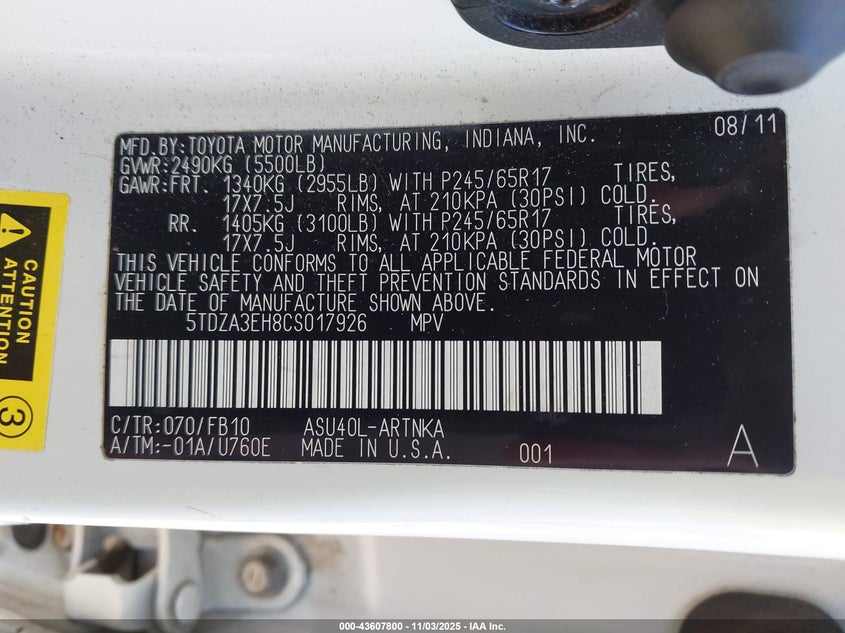 MFD.BY:TOYOTA MOTOR MANUFACTURING, INDIANA, INC. 08/11
GVWR:2490KG (5500LB)
GAWR:FRT. 1340KG (2955LB) WITH P245/65R17 TIRES,
17X7.5J RIMS, AT 210KPA (30PSI) COLD.
RR. 1405KG (3100LB) WITH P245/65R17 TIRES,
17X7.5J RIMS, AT 210KPA (30PSI) COLD.
THIS VEHICLE CONFORMS TO ALL APPLICABLE FEDERAL MOTOR
VEHICLE SAFETY AND THEFT PREVENTION STANDARDS IN EFFECT ON
THE DATE OF MANUFACTURE SHOWN ABOVE.
5TDZA3EH8CS017926 MPV
C/TR:070/FB10 ASU40L-ARTNKA
A/TM:-01A/U760E MADE IN U.S.A. 001 A
CAUTION
ATTENTION
3
000-43607800 - 11/03/2025 - IAA Inc.